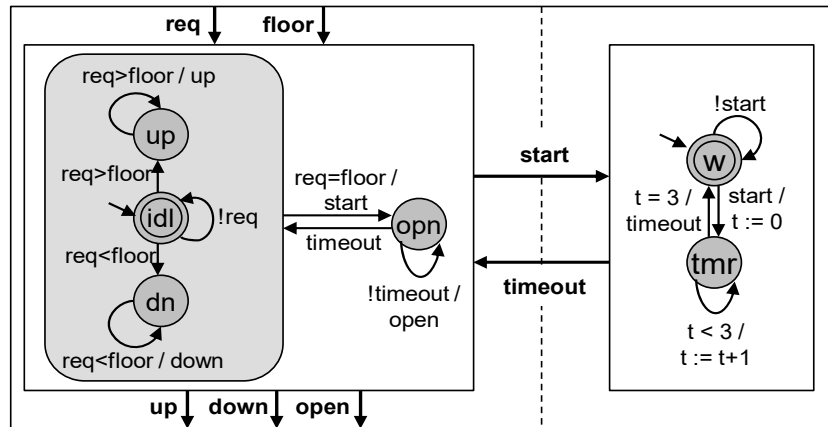 req floor
req>floor / up
up
req>floor
idl
!req
req<floor
dn
req<floor / down
req=floor /
start
timeout
opn
!timeout /
open
start
timeout
!start
w
t = 3 /
timeout
start /
t := 0
tmr
t < 3 /
t := t+1
up down open